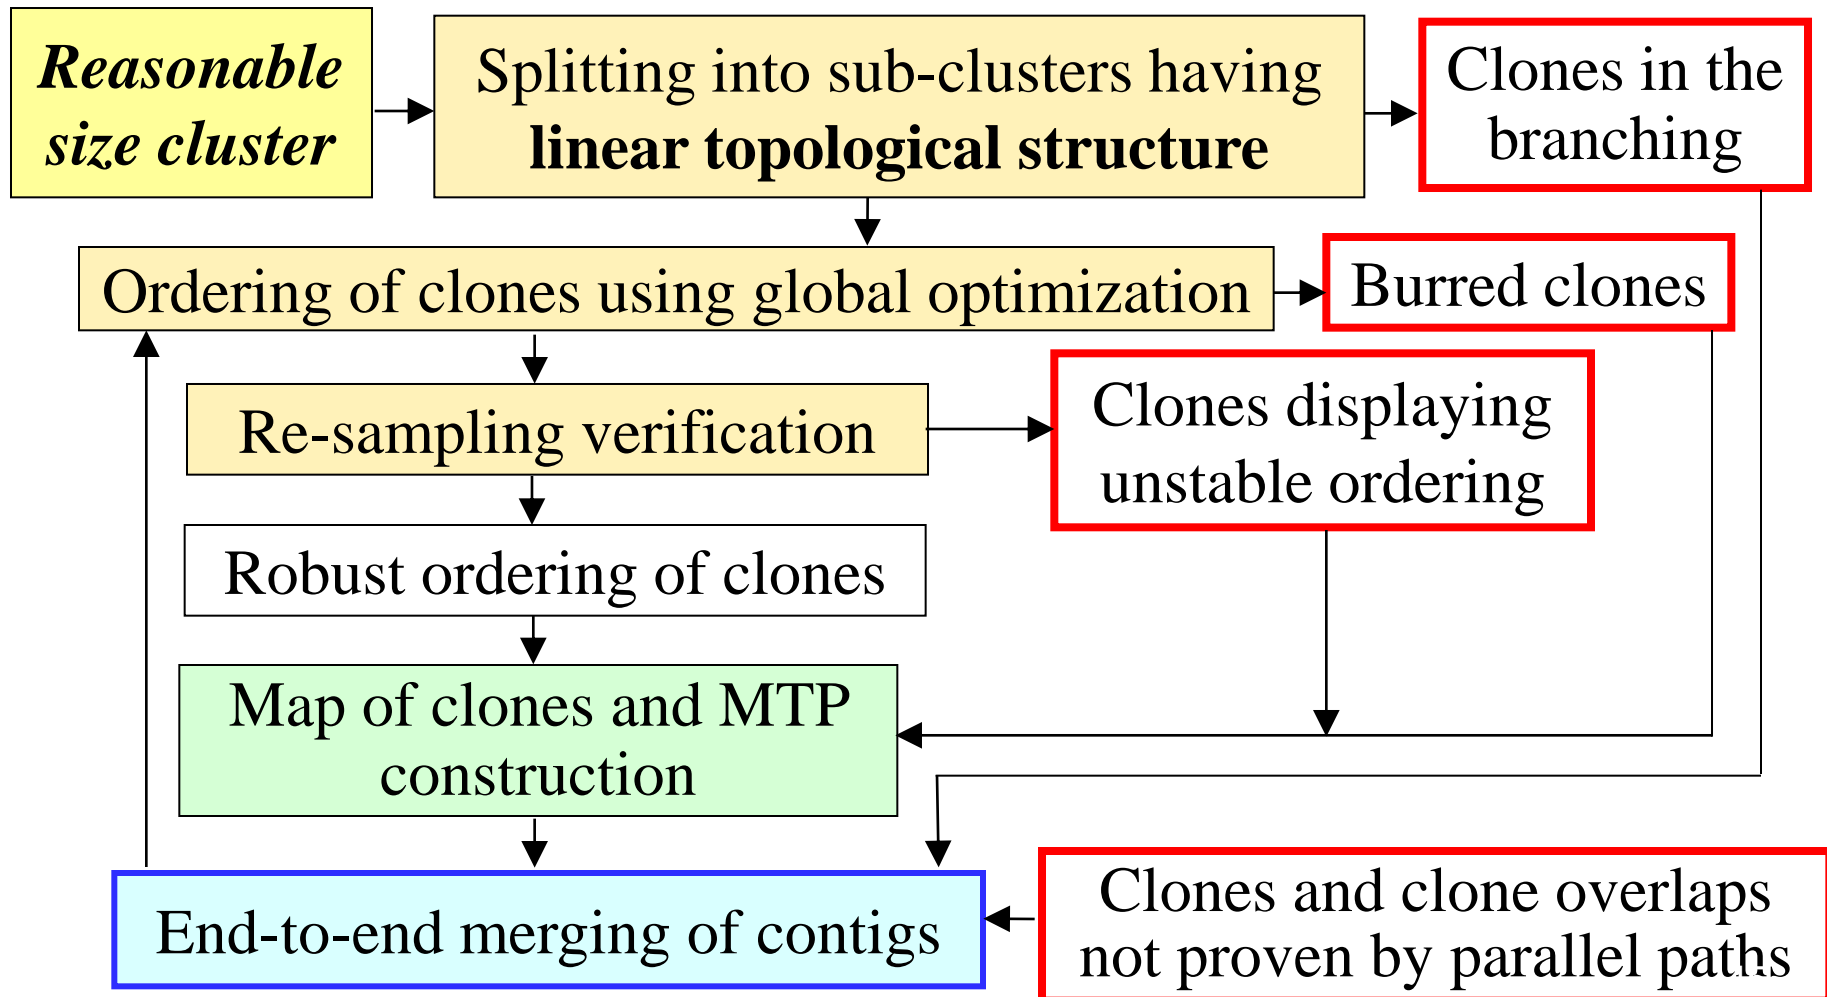 Reasonable
size cluster
Splitting into sub-clusters having
linear topological structure
Clones in the
branching
Ordering of clones using global optimization
Burred clones
Re-sampling verification
Clones displaying
unstable ordering
Robust ordering of clones
Map of clones and MTP
construction
End-to-end merging of contigs
Clones and clone overlaps
not proven by parallel paths